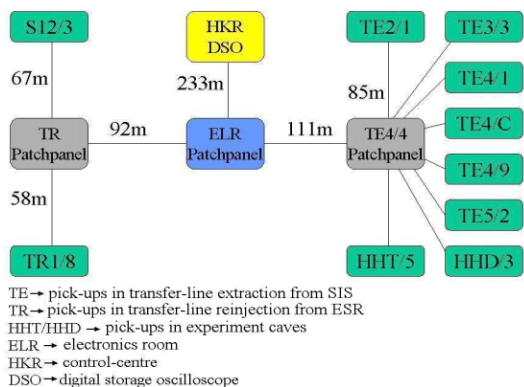 S12/3
HKR
DSO
TE2/1
TE3/3
67m
233m
85m
TE4/1
TE4/C
TR
Patchpanel
92m
ELR
Patchpanel
111m
TE4/4
Patchpanel
TE4/9
58m
TE5/2
TR1/8
HHT/5
HHD/3
TE → pick-ups in transfer-line extraction from SIS
TR → pick-ups in transfer-line reinjection from ESR
HHT/HHD → pick-ups in experiment caves
ELR → electronics room
HKR → control-centre
DSO → digital storage oscilloscope